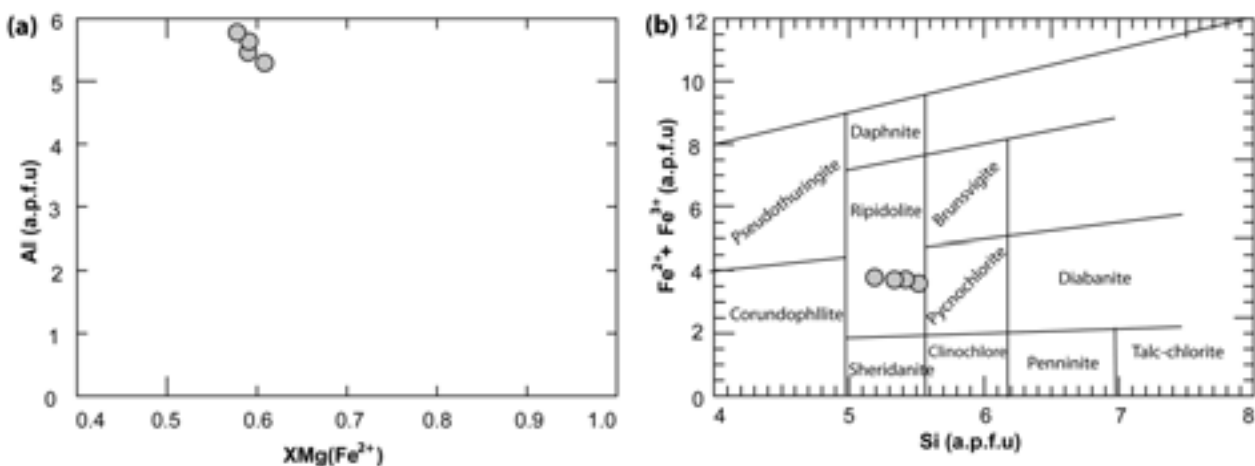 (a)
6
5
4
3
2
1
0
Al (a.p.f.u)
0.4 0.5 0.6 0.7 0.8 0.9 1.0
XMg(Fe²⁺)
(b)
12
10
8
6
4
2
0
Fe²⁺+ Fe³⁺ (a.p.f.u)
Daphnite
Pseudothuringite
Ripidolite
Brunsvigite
Corundophllite
Pycnochlorite
Diabanite
Sheridanite
Clinochlore
Penninite
Talc-chlorite
4 5 6 7 8
Si (a.p.f.u)